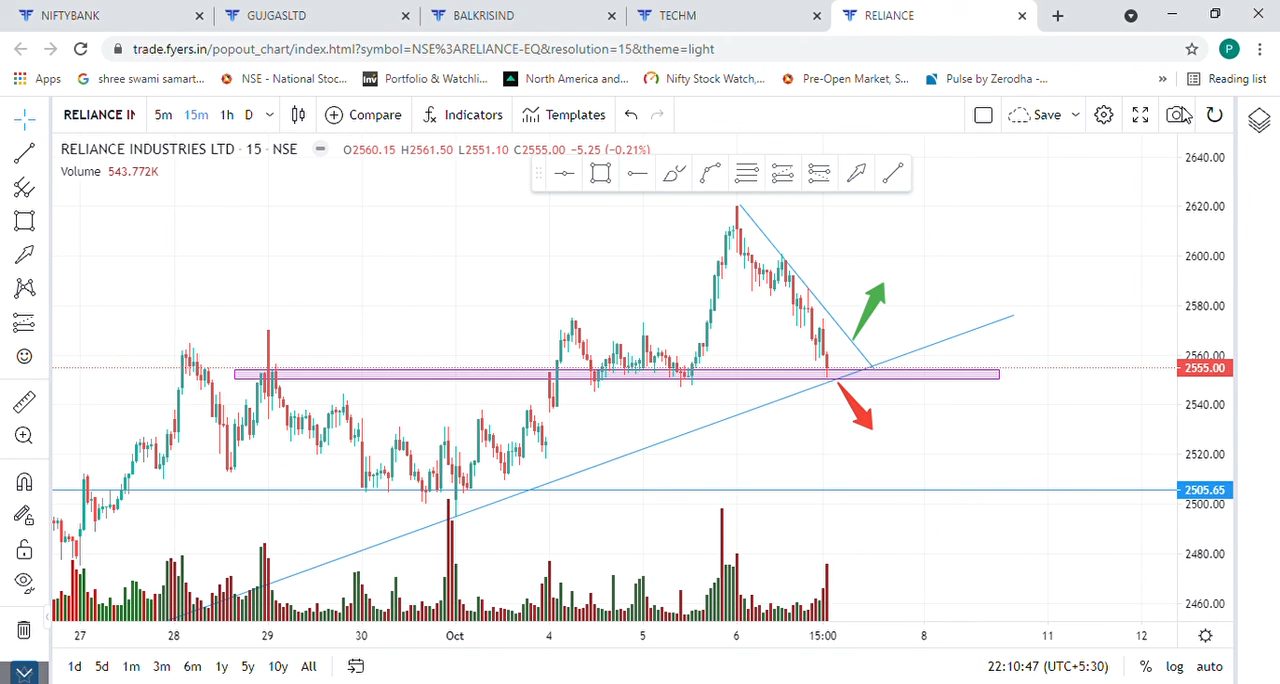 NIFTYBANK GUJGASLTD BALKRISIND TECHM RELIANCE
trade.fyers.in/popout_chart/index.html?symbol=NSE%3ARELIANCE-EQ&resolution=15&theme=light P
Apps shree swami samart... NSE - National Stoc... Inv Portfolio & Watchli... North America and... Nifty Stock Watch,... Pre-Open Market, S... Pulse by Zerodha -... » Reading list
RELIANCE IN 5m 15m 1h D Compare Indicators Templates Save
RELIANCE INDUSTRIES LTD · 15 · NSE O2560.15 H2561.50 L2551.10 C2555.00 −5.25 (−0.21%)
Volume 543.772K
2640.00
2620.00
2600.00
2580.00
2560.00
2555.00
2540.00
2520.00
2505.65
2500.00
2480.00
2460.00
27 28 29 30 Oct 4 5 6 15:00 8 11 12
1d 5d 1m 3m 6m 1y 5y 10y All 22:10:47 (UTC+5:30) % log auto